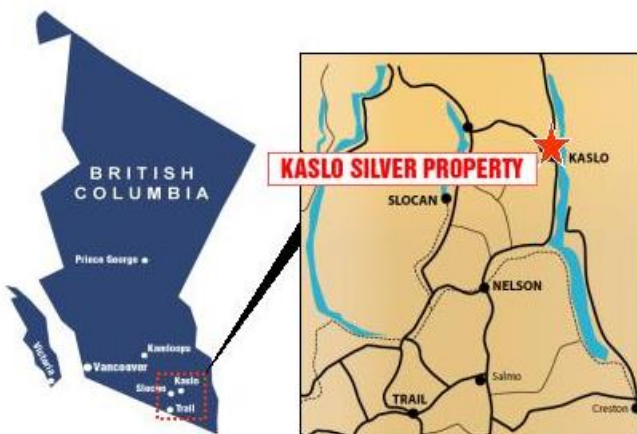 BRITISH
COLUMBIA
Prince George
Kamloops
Vancouver
Victoria
Slocan
Kaslo
Trail
KASLO SILVER PROPERTY
KASLO
SLOCAN
NELSON
Salmo
TRAIL
Creston